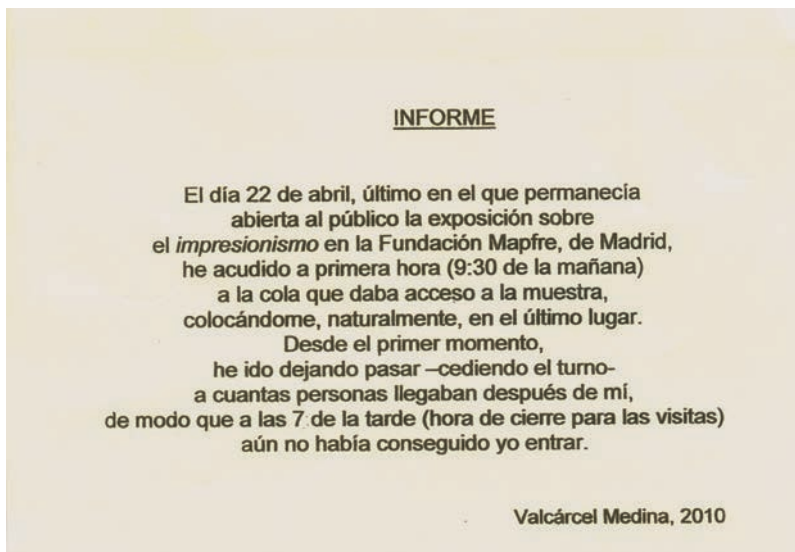 INFORME
El día 22 de abril, último en el que permanecía
abierta al público la exposición sobre
el impresionismo en la Fundación Mapfre, de Madrid,
he acudido a primera hora (9:30 de la mañana)
a la cola que daba acceso a la muestra,
colocándome, naturalmente, en el último lugar.
Desde el primer momento,
he ido dejando pasar –cediendo el turno-
a cuantas personas llegaban después de mí,
de modo que a las 7 de la tarde (hora de cierre para las visitas)
aún no había conseguido yo entrar.
Valcárcel Medina, 2010